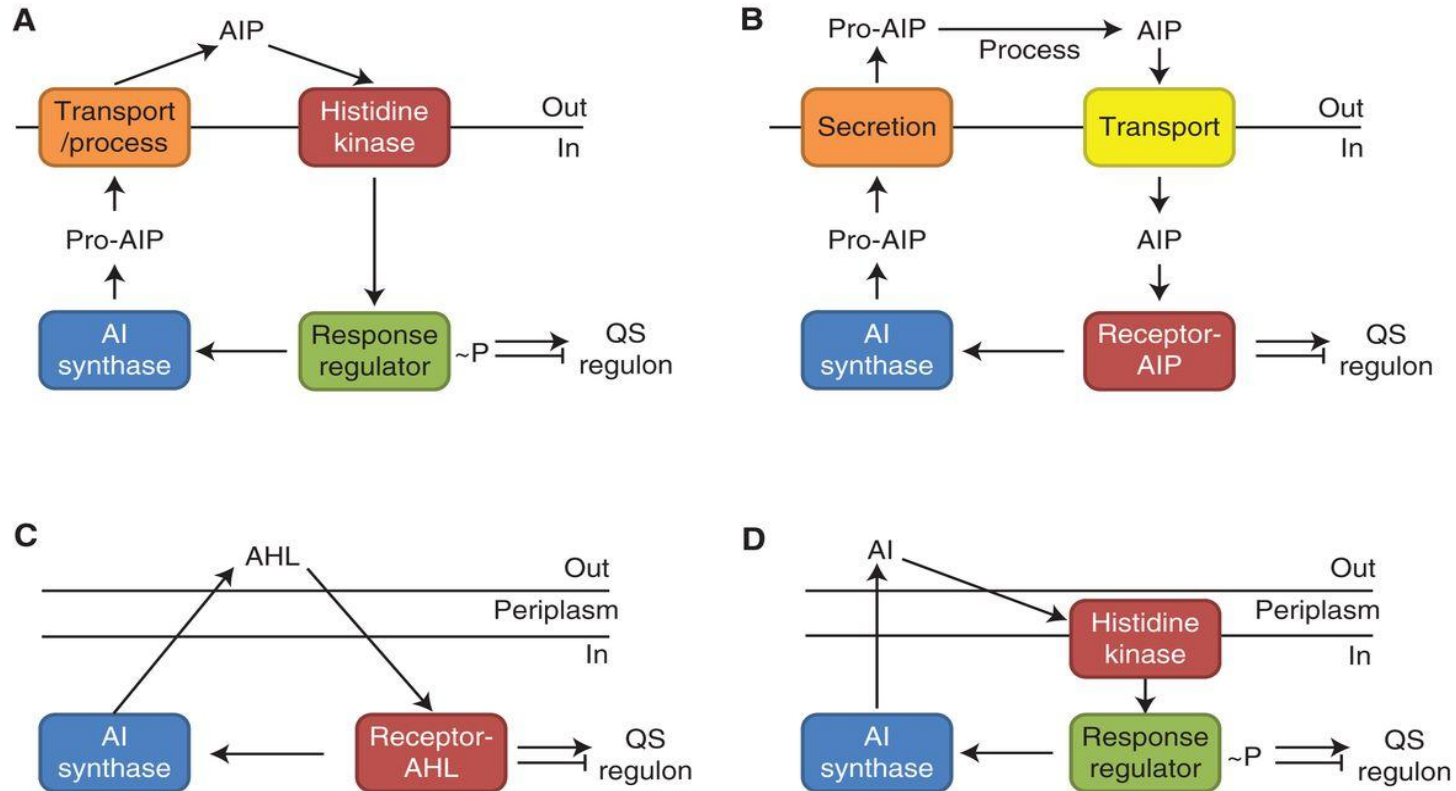 A
AIP
Transport
/process
Histidine
kinase
Out
In
Pro-AIP
AI
synthase
Response
regulator
~P
QS
regulon
B
Pro-AIP
Process
AIP
Secretion
Transport
Out
In
Pro-AIP
AIP
AI
synthase
Receptor-
AIP
QS
regulon
C
AHL
Out
Periplasm
In
AI
synthase
Receptor-
AHL
QS
regulon
D
AI
Out
Periplasm
Histidine
kinase
In
AI
synthase
Response
regulator
~P
QS
regulon